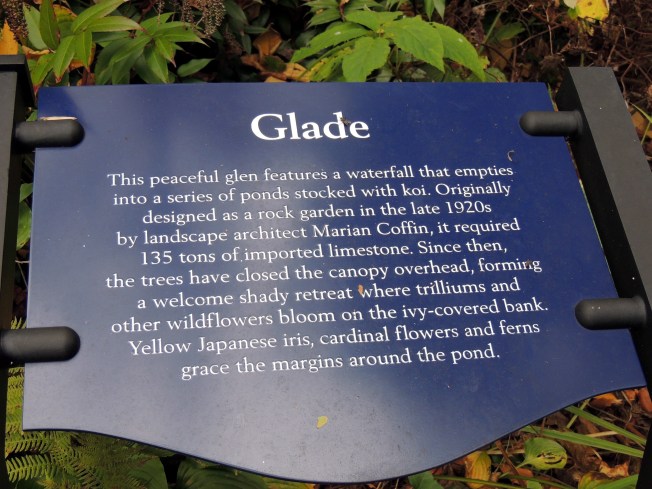 Glade
This peaceful glen features a waterfall that empties
into a series of ponds stocked with koi. Originally
designed as a rock garden in the late 1920s
by landscape architect Marian Coffin, it required
135 tons of imported limestone. Since then,
the trees have closed the canopy overhead, forming
a welcome shady retreat where trilliums and
other wildflowers bloom on the ivy-covered bank.
Yellow Japanese iris, cardinal flowers and ferns
grace the margins around the pond.